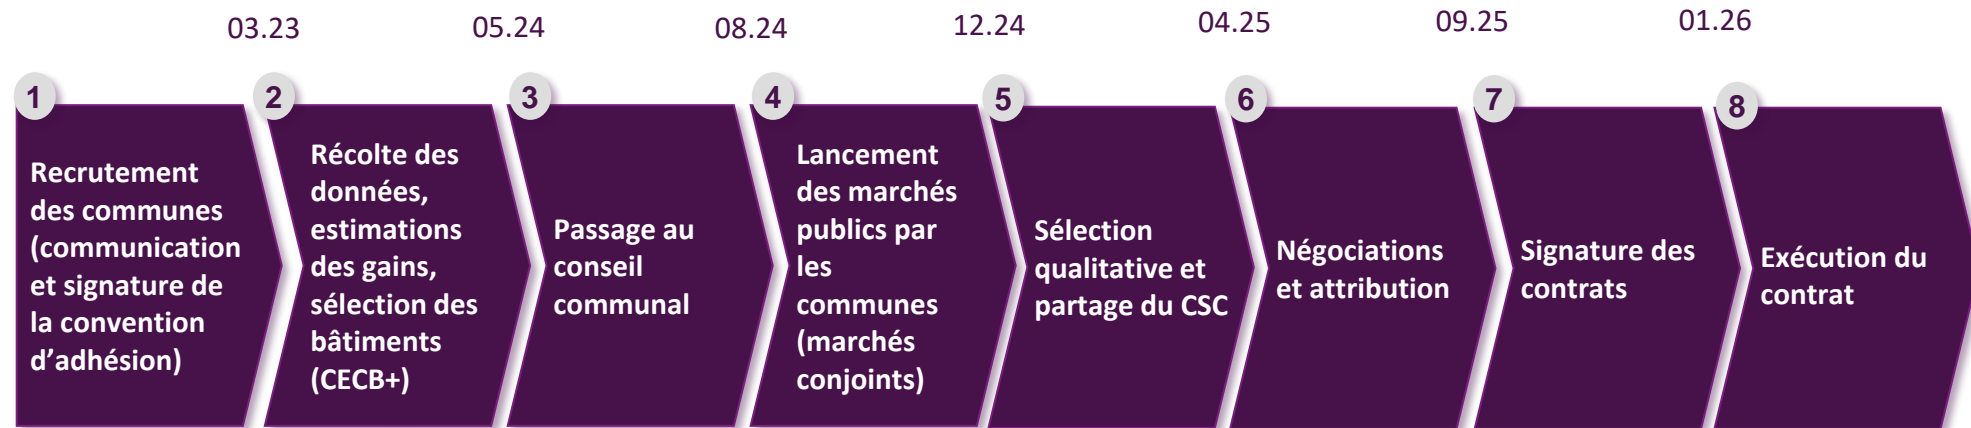 03.23
05.24
08.24
12.24
04.25
09.25
01.26
1
Recrutement
des communes
(communication
et signature de
la convention
d’adhésion)
2
Récolte des
données,
estimations
des gains,
sélection des
bâtiments
(CECB+)
3
Passage au
conseil
communal
4
Lancement
des marchés
publics par
les
communes
(marchés
conjoints)
5
Sélection
qualitative et
partage du CSC
6
Négociations
et attribution
7
Signature des
contrats
8
Exécution du
contrat